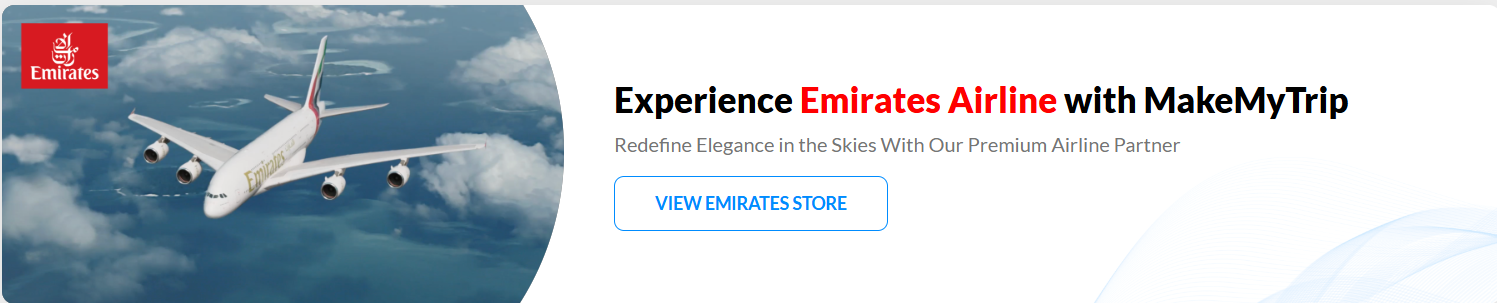 Emirates
Emirates
Experience Emirates Airline with MakeMyTrip
Redefine Elegance in the Skies With Our Premium Airline Partner
VIEW EMIRATES STORE